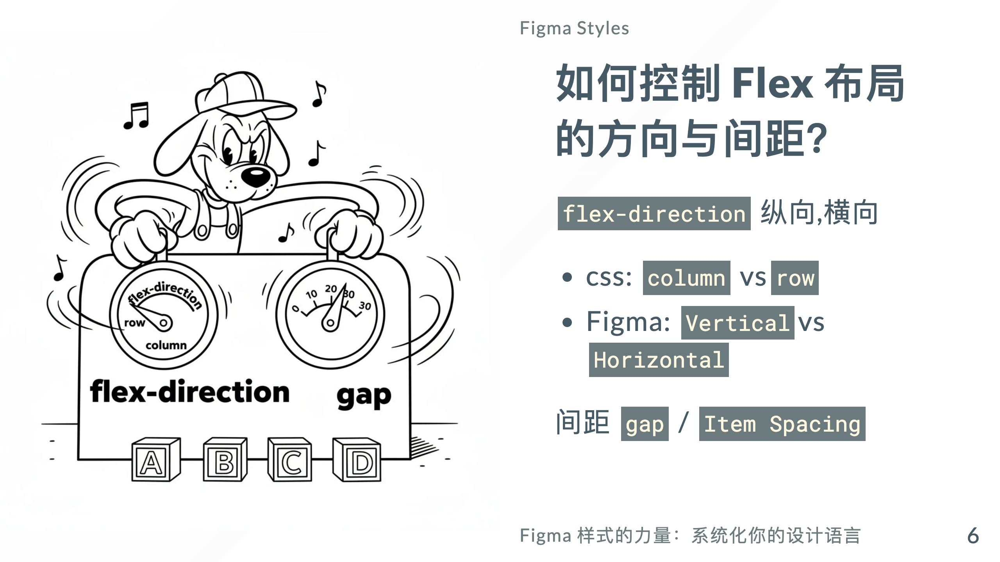 Figma Styles
如何控制 Flex 布局
的方向与间距?
flex-direction 纵向,横向
• css: column vs row
• Figma: Vertical vs
Horizontal
间距 gap / Item Spacing
flex-direction
row
column
0 10 20 30 30
flex-direction gap
A B C D
Figma 样式的力量：系统化你的设计语言 6